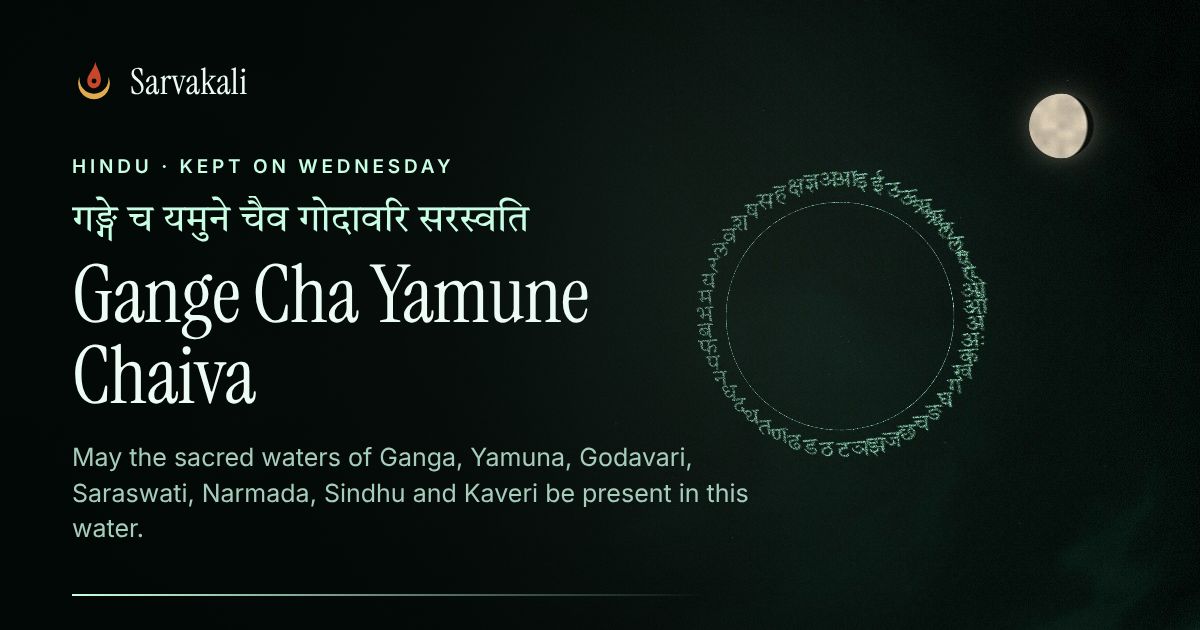 Sarvakali
HINDU · KEPT ON WEDNESDAY
गङ्गे च यमुने चैव गोदावरि सरस्वति
Gange Cha Yamune
Chaiva
May the sacred waters of Ganga, Yamuna, Godavari,
Saraswati, Narmada, Sindhu and Kaveri be present in this
water.